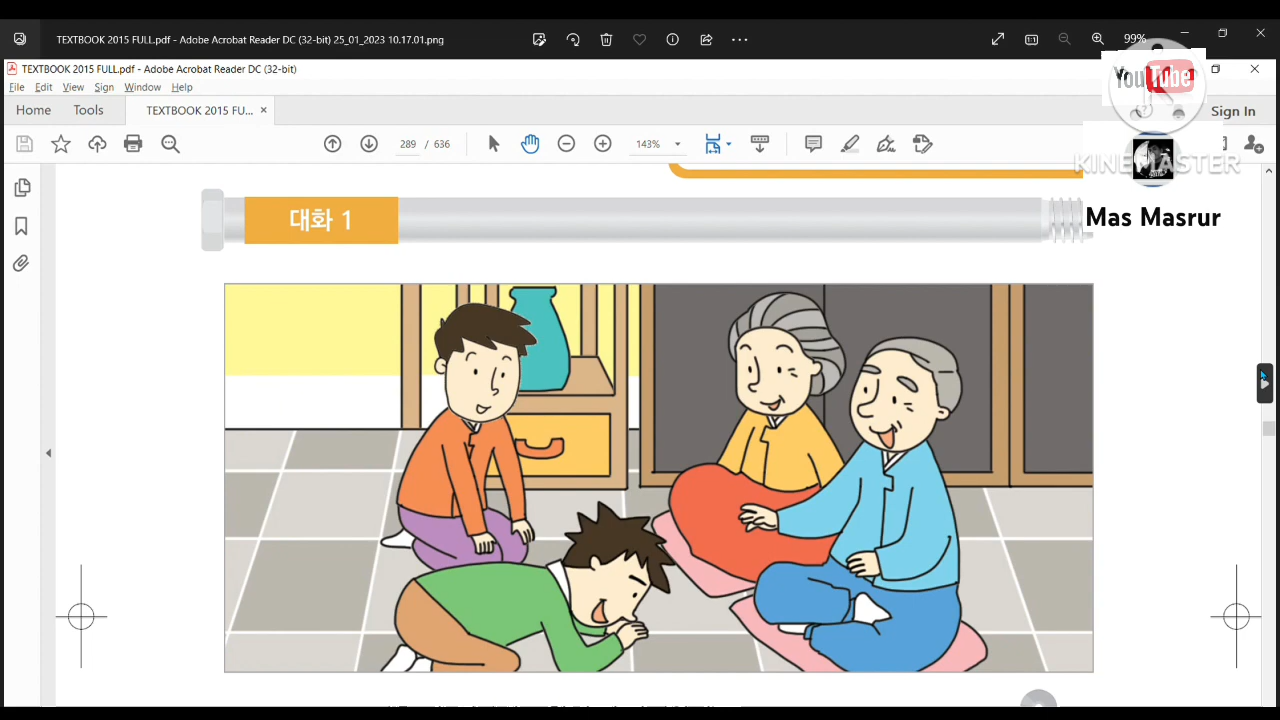 TEXTBOOK 2015 FULL.pdf - Adobe Acrobat Reader DC (32-bit) 25_01_2023 10.17.01.png
99%
TEXTBOOK 2015 FULL.pdf - Adobe Acrobat Reader DC (32-bit)
File Edit View Sign Window Help
YouTube
Home Tools TEXTBOOK 2015 FU... Sign In
289 / 636 143%
KINEMASTER
대화 1
Mas Masrur